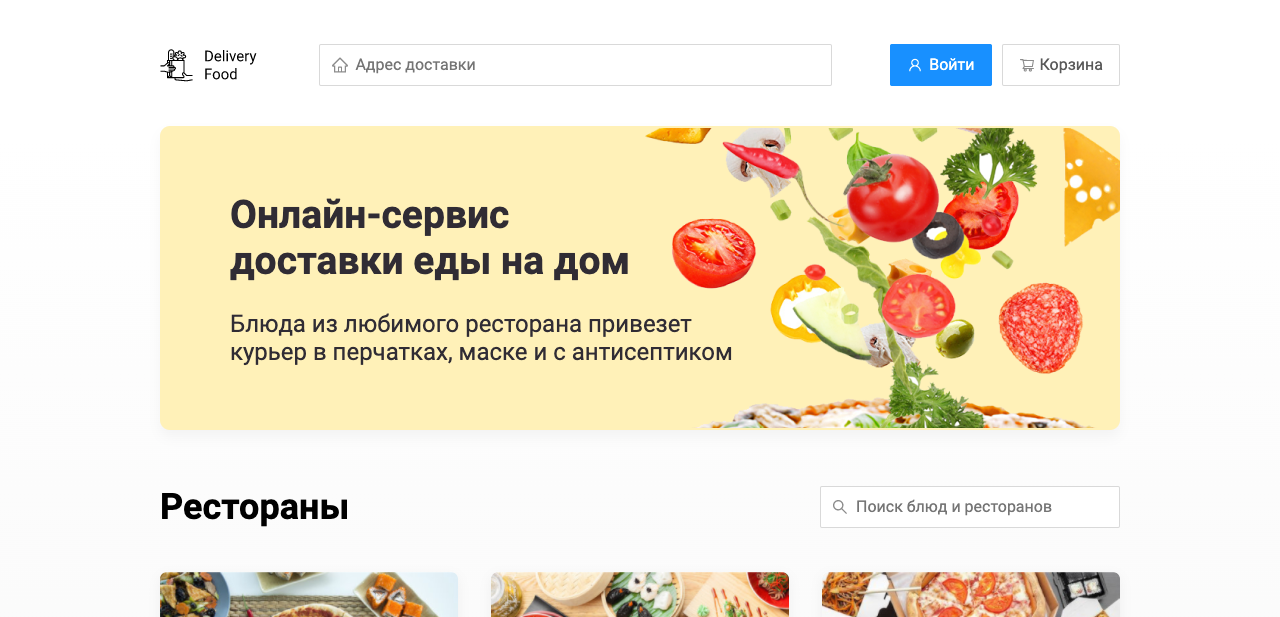 Delivery
Food
Адрес доставки
Войти
Корзина
Онлайн-сервис
доставки еды на дом
Блюда из любимого ресторана привезет
курьер в перчатках, маске и с антисептиком
Рестораны
Поиск блюд и ресторанов